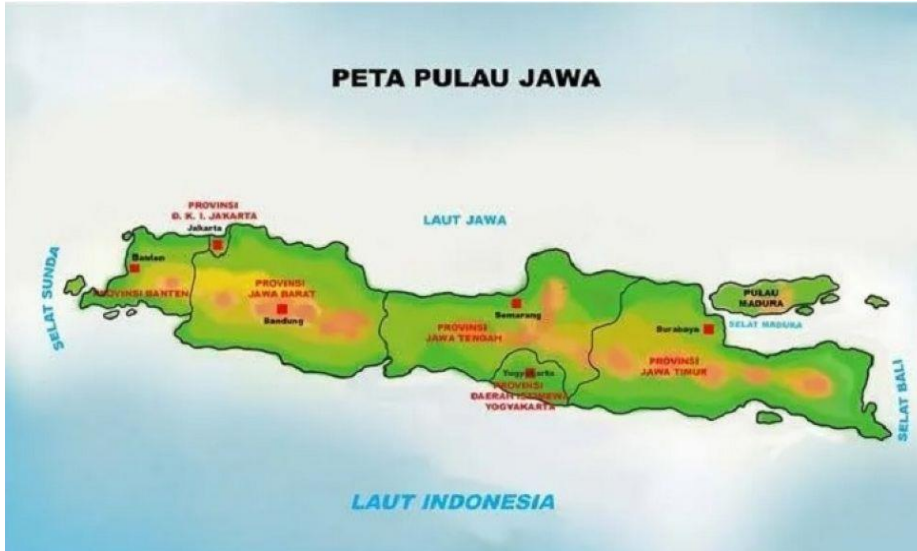 PETA PULAU JAWA
PROVINSI
D. K. I. JAKARTA
Jakarta
LAUT JAWA
SELAT SUNDA
Banten
PROVINSI BANTEN
PROVINSI
JAWA BARAT
Bandung
Semarang
PROVINSI
JAWA TENGAH
Yogyakarta
PROVINSI
DAERAH ISTIMEWA
YOGYAKARTA
Surabaya
PROVINSI
JAWA TIMUR
PULAU
MADURA
SELAT MADURA
SELAT BALI
LAUT INDONESIA